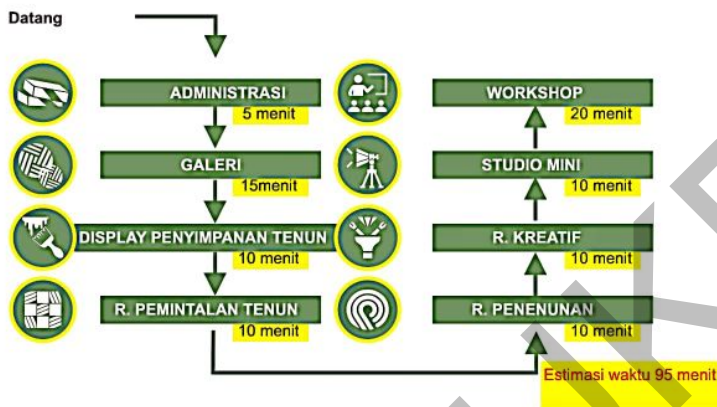 Datang
ADMINISTRASI
5 menit
GALERI
15menit
DISPLAY PENYIMPANAN TENUN
10 menit
R. PEMINTALAN TENUN
10 menit
WORKSHOP
20 menit
STUDIO MINI
10 menit
R. KREATIF
10 menit
R. PENENUNAN
10 menit
Estimasi waktu 95 menit